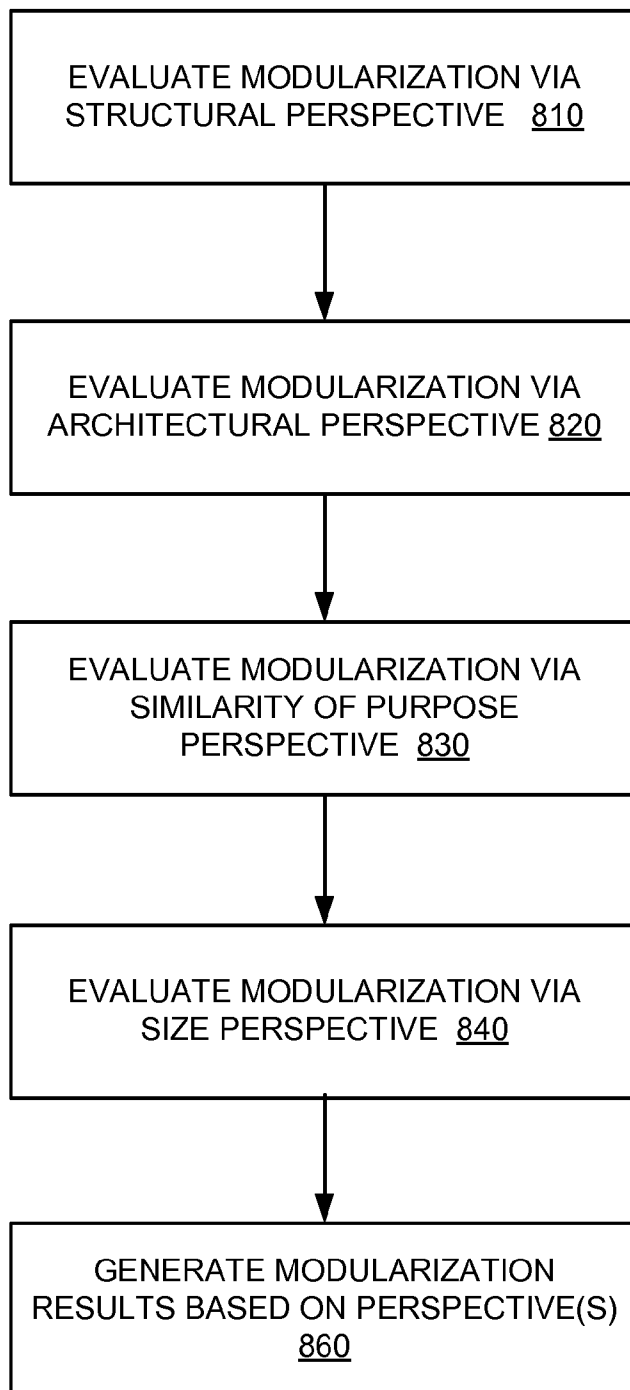 EVALUATE MODULARIZATION VIA
STRUCTURAL PERSPECTIVE 810
EVALUATE MODULARIZATION VIA
ARCHITECTURAL PERSPECTIVE 820
EVALUATE MODULARIZATION VIA
SIMILARITY OF PURPOSE
PERSPECTIVE 830
EVALUATE MODULARIZATION VIA
SIZE PERSPECTIVE 840
GENERATE MODULARIZATION
RESULTS BASED ON PERSPECTIVE(S)
860